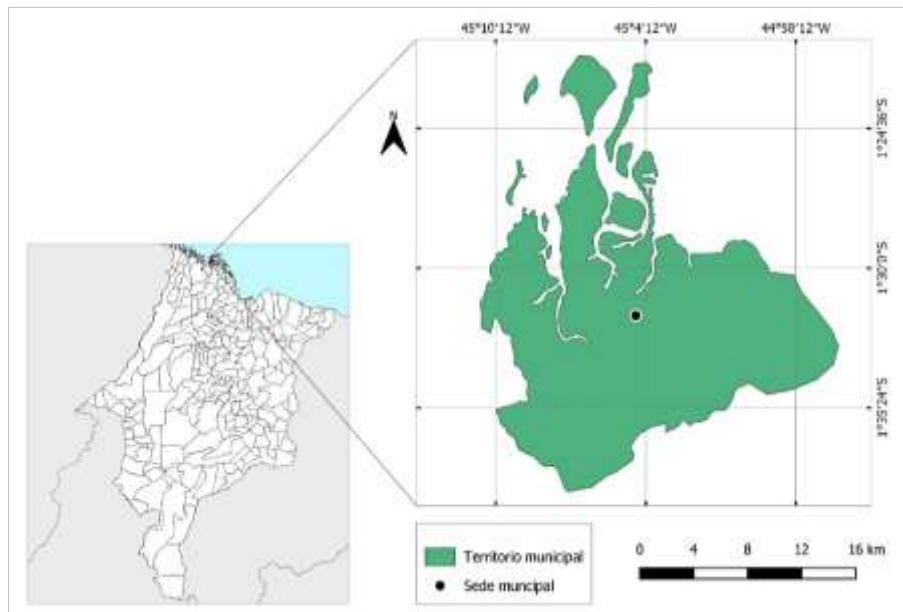 45°10'12"W 45°4'12"W 44°58'12"W
N
1°24'36"S
1°30'0"S
1°35'24"S
Territorio municipal
Sede muncipal
0 4 8 12 16 km